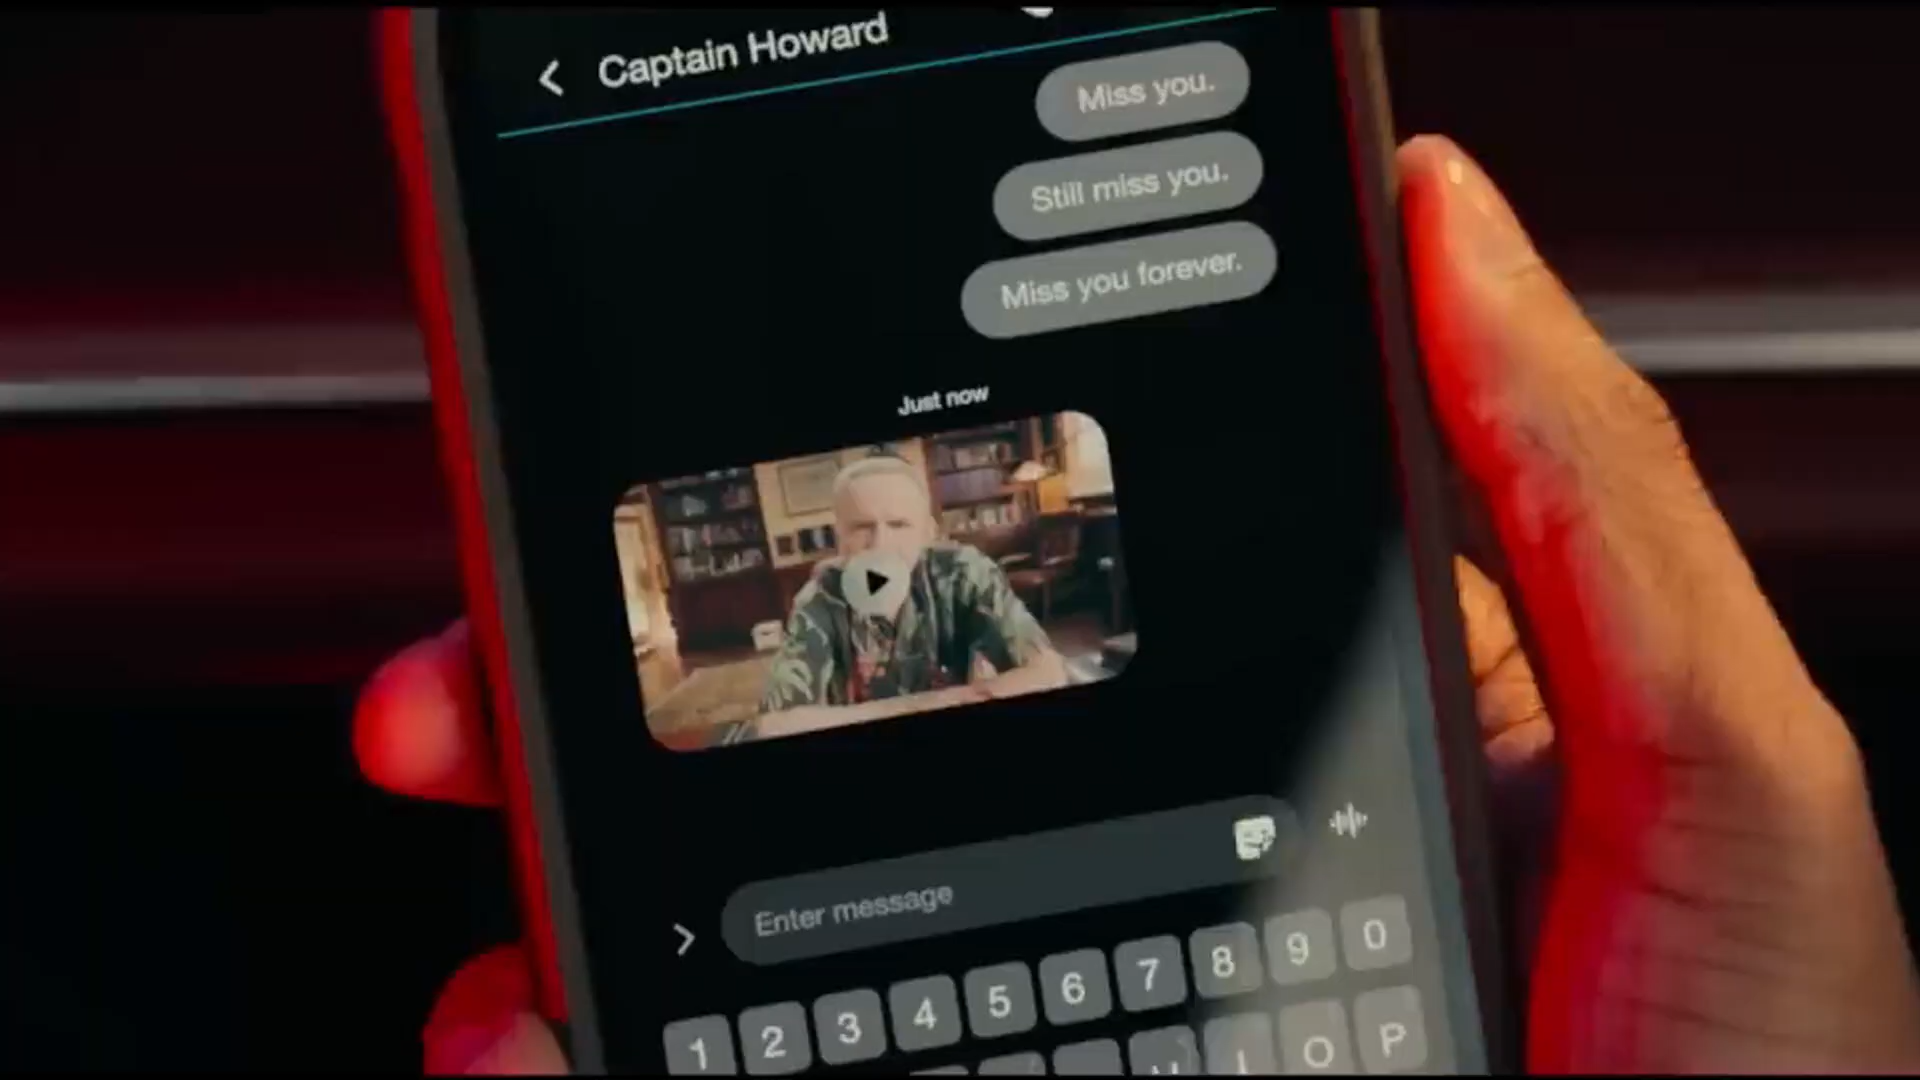 Captain Howard
Miss you.
Still miss you.
Miss you forever.
Just now
Enter message
1 2 3 4 5 6 7 8 9 0
O P